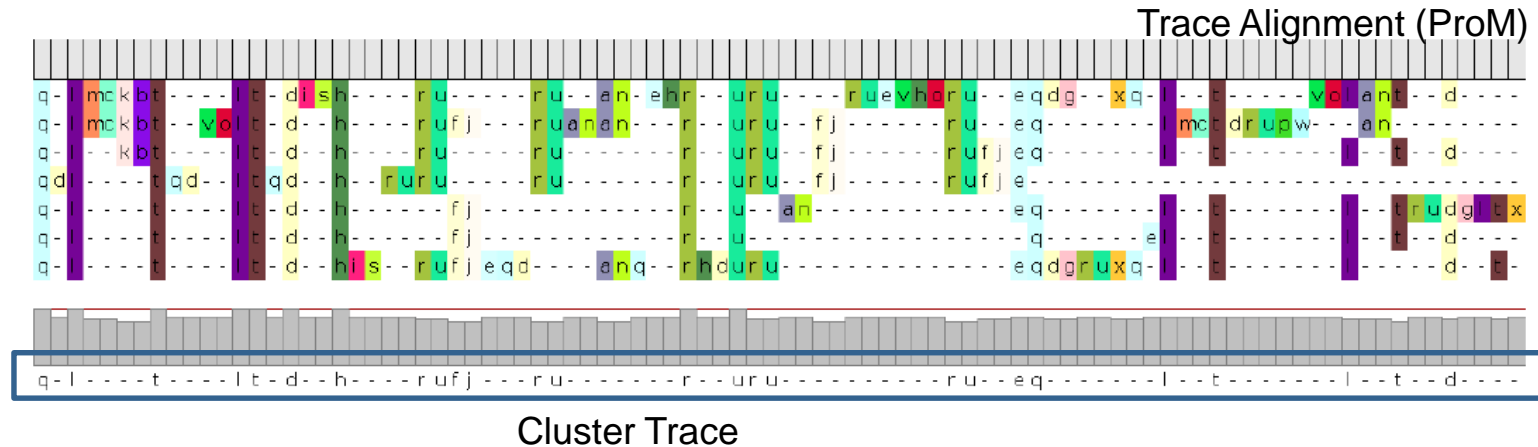 Trace Alignment (ProM)
q-lmckbt----lt-dish----ru-----ru--an-ehr--uru----ruevhoru--eqdg--xq-l--t-----volant--d----
q-lmckbt--volt-d--h----rufj---ruanan---r--uru--fj------ru--eq-------lmctdrupw---an--------
q-l--kbt----lt-d--h----ru-----ru-------r--uru--fj------rufjeq-------l--t-------l--t--d----
qdl----tqd--ltqd--h--ruru-----ru-------r--uru--fj------rufje------------------------------
q-l----t----lt-d--h------fj------------r--u--an------------eq-------l--t-------l--trudgltx
q-l----t----lt-d--h------fj------------r--u-----------------q------el--t-------l--t--d----
q-l----t----lt-d--his--rufjeqd----anq--rhduru--------------eqdgruxq-l--t-------l-----d--t-
q-l----t----lt-d--h----rufj---ru-------r--uru----------ru--eq-------l--t-------l--t--d----
Cluster Trace